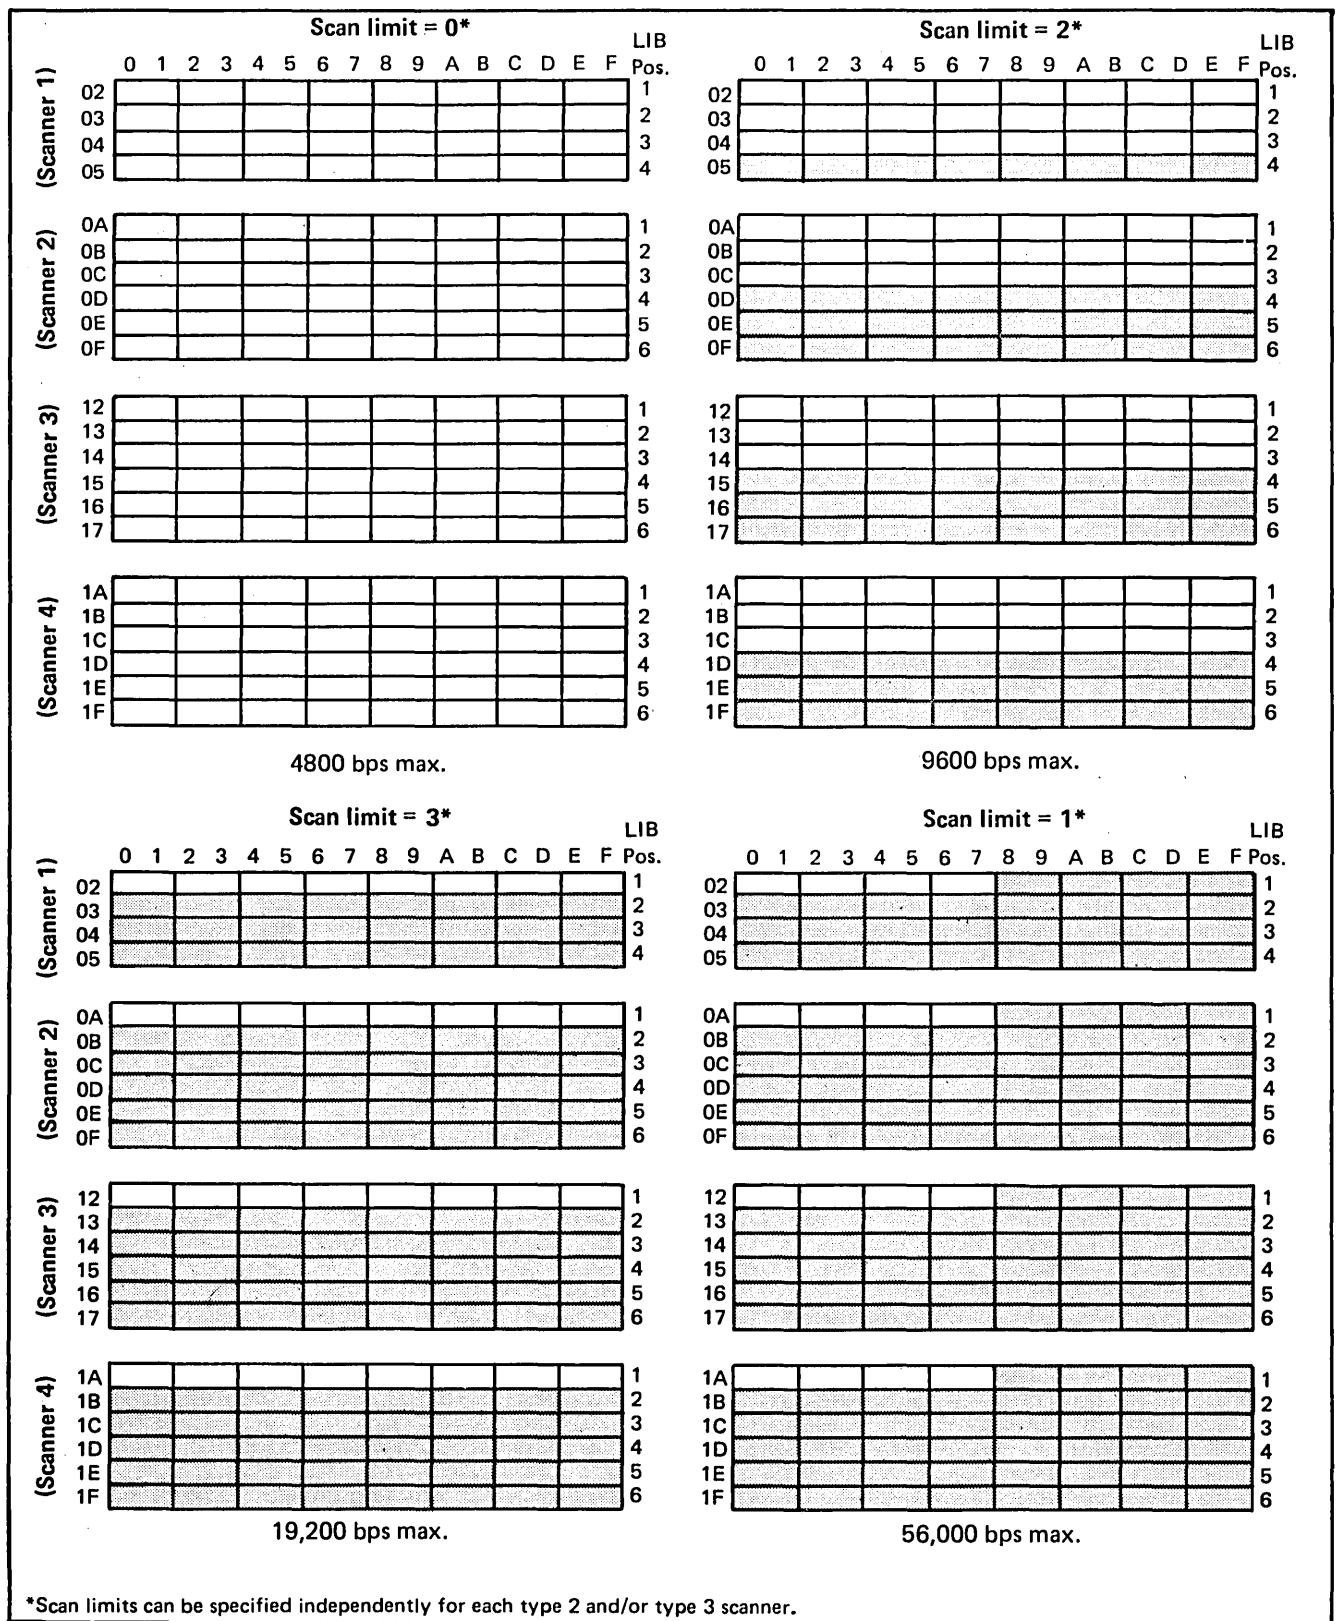 Scan limit = 0*
LIB
0 1 2 3 4 5 6 7 8 9 A B C D E F Pos.
(Scanner 1)
02 1
03 2
04 3
05 4
(Scanner 2)
0A 1
0B 2
0C 3
0D 4
0E 5
0F 6
(Scanner 3)
12 1
13 2
14 3
15 4
16 5
17 6
(Scanner 4)
1A 1
1B 2
1C 3
1D 4
1E 5
1F 6
4800 bps max.
Scan limit = 2*
LIB
0 1 2 3 4 5 6 7 8 9 A B C D E F Pos.
02 1
03 2
04 3
05 4
0A 1
0B 2
0C 3
0D 4
0E 5
0F 6
12 1
13 2
14 3
15 4
16 5
17 6
1A 1
1B 2
1C 3
1D 4
1E 5
1F 6
9600 bps max.
Scan limit = 3*
LIB
0 1 2 3 4 5 6 7 8 9 A B C D E F Pos.
(Scanner 1)
02 1
03 2
04 3
05 4
(Scanner 2)
0A 1
0B 2
0C 3
0D 4
0E 5
0F 6
(Scanner 3)
12 1
13 2
14 3
15 4
16 5
17 6
(Scanner 4)
1A 1
1B 2
1C 3
1D 4
1E 5
1F 6
19,200 bps max.
Scan limit = 1*
LIB
0 1 2 3 4 5 6 7 8 9 A B C D E F Pos.
02 1
03 2
04 3
05 4
0A 1
0B 2
0C 3
0D 4
0E 5
0F 6
12 1
13 2
14 3
15 4
16 5
17 6
1A 1
1B 2
1C 3
1D 4
1E 5
1F 6
56,000 bps max.
*Scan limits can be specified independently for each type 2 and/or type 3 scanner.